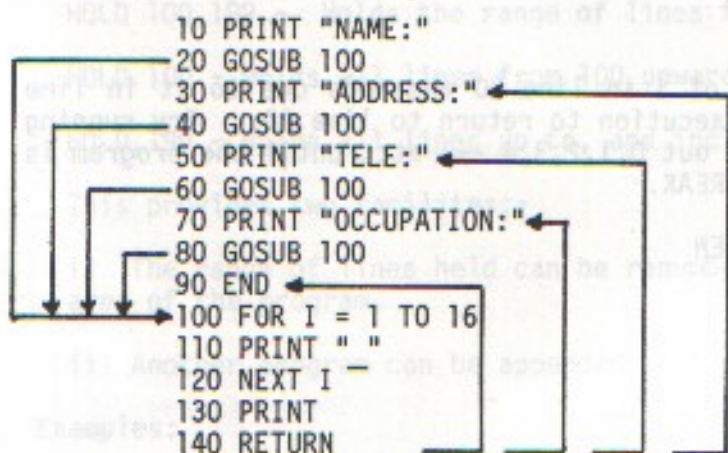 10 PRINT "NAME:"
20 GOSUB 100
30 PRINT "ADDRESS:"
40 GOSUB 100
50 PRINT "TELE:"
60 GOSUB 100
70 PRINT "OCCUPATION:"
80 GOSUB 100
90 END
100 FOR I = 1 TO 16
110 PRINT "_"
120 NEXT I
130 PRINT
140 RETURN